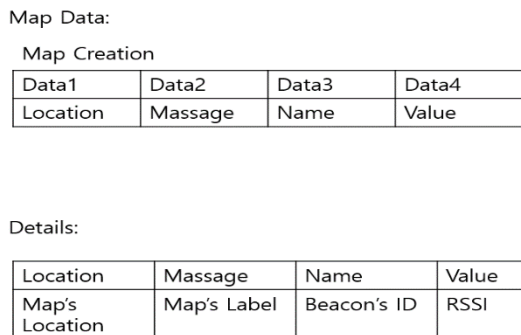 Map Data:
Map Creation
Data1 Data2 Data3 Data4
Location Massage Name Value
Details:
Location Massage Name Value
Map's Map's Label Beacon's ID RSSI
Location